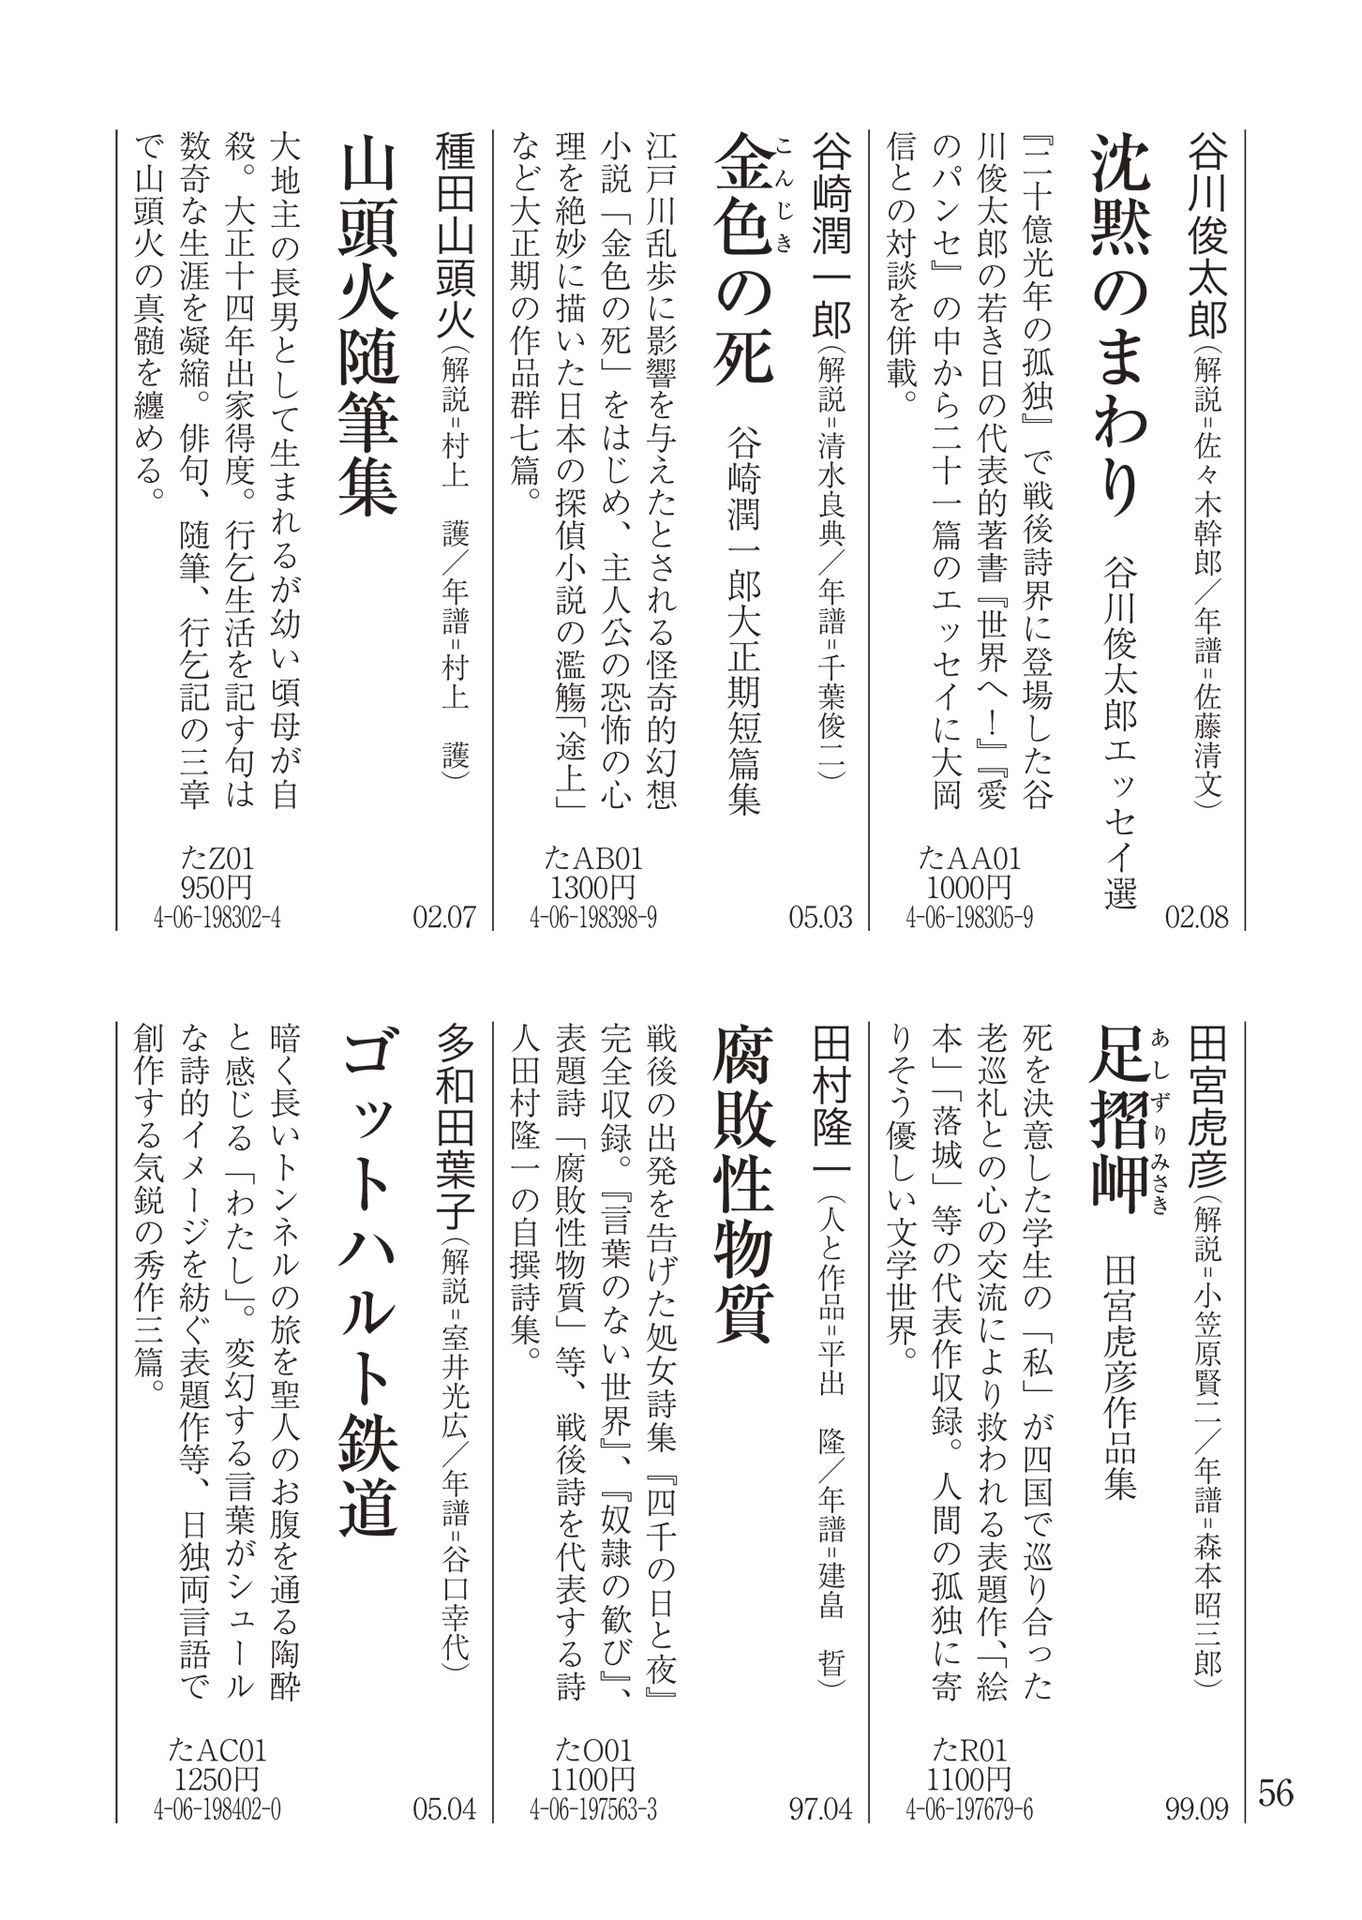 谷川俊太郎（解説＝佐々木幹郎／年譜＝佐藤清文）
02.08
沈黙のまわり　谷川俊太郎エッセイ選
『二十億光年の孤独』で戦後詩界に登場した谷
川俊太郎の若き日の代表的著書『世界へ！』『愛
のパンセ』の中から二十一篇のエッセイに大岡
信との対談を併載。
たAA01
1000円
4-06-198305-9
谷崎潤一郎（解説＝清水良典／年譜＝千葉俊二）
05.03
こんじき
金色の死　谷崎潤一郎大正期短篇集
江戸川乱歩に影響を与えたとされる怪奇的幻想
小説「金色の死」をはじめ、主人公の恐怖の心
理を絶妙に描いた日本の探偵小説の濫觴「途上」
など大正期の作品群七篇。
たAB01
1300円
4-06-198398-9
種田山頭火（解説＝村上　護／年譜＝村上　護）
02.07
山頭火随筆集
大地主の長男として生まれるが幼い頃母が自
殺。大正十四年出家得度。行乞生活を記す句は
数奇な生涯を凝縮。俳句、随筆、行乞記の三章
で山頭火の真髄を纏める。
たZ01
950円
4-06-198302-4
田宮虎彦（解説＝小笠原賢二／年譜＝森本昭三郎）
99.09
あしずりみさき
足摺岬　田宮虎彦作品集
死を決意した学生の「私」が四国で巡り合った
老巡礼との心の交流により救われる表題作、「絵
本」「落城」等の代表作収録。人間の孤独に寄
りそう優しい文学世界。
たR01
1100円
4-06-197679-6
田村隆一（人と作品＝平出　隆／年譜＝建畠　晢）
97.04
腐敗性物質
戦後の出発を告げた処女詩集『四千の日と夜』
完全収録。『言葉のない世界』、『奴隷の歓び』、
表題詩「腐敗性物質」等、戦後詩を代表する詩
人田村隆一の自撰詩集。
たO01
1100円
4-06-197563-3
多和田葉子（解説＝室井光広／年譜＝谷口幸代）
05.04
ゴットハルト鉄道
暗く長いトンネルの旅を聖人のお腹を通る陶酔
と感じる「わたし」。変幻する言葉がシュール
な詩的イメージを紡ぐ表題作等、日独両言語で
創作する気鋭の秀作三篇。
たAC01
1250円
4-06-198402-0
56